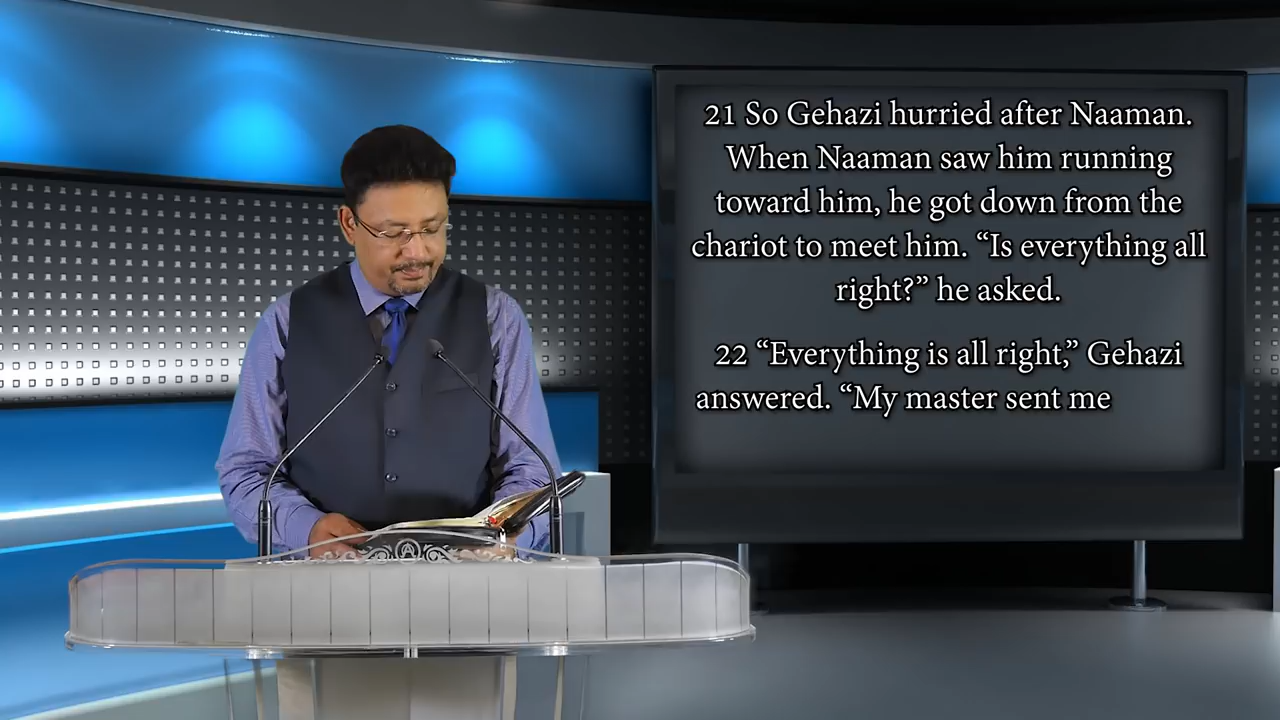 21 So Gehazi hurried after Naaman.
When Naaman saw him running
toward him, he got down from the
chariot to meet him. “Is everything all
right?” he asked.
22 “Everything is all right,” Gehazi
answered. “My master sent me